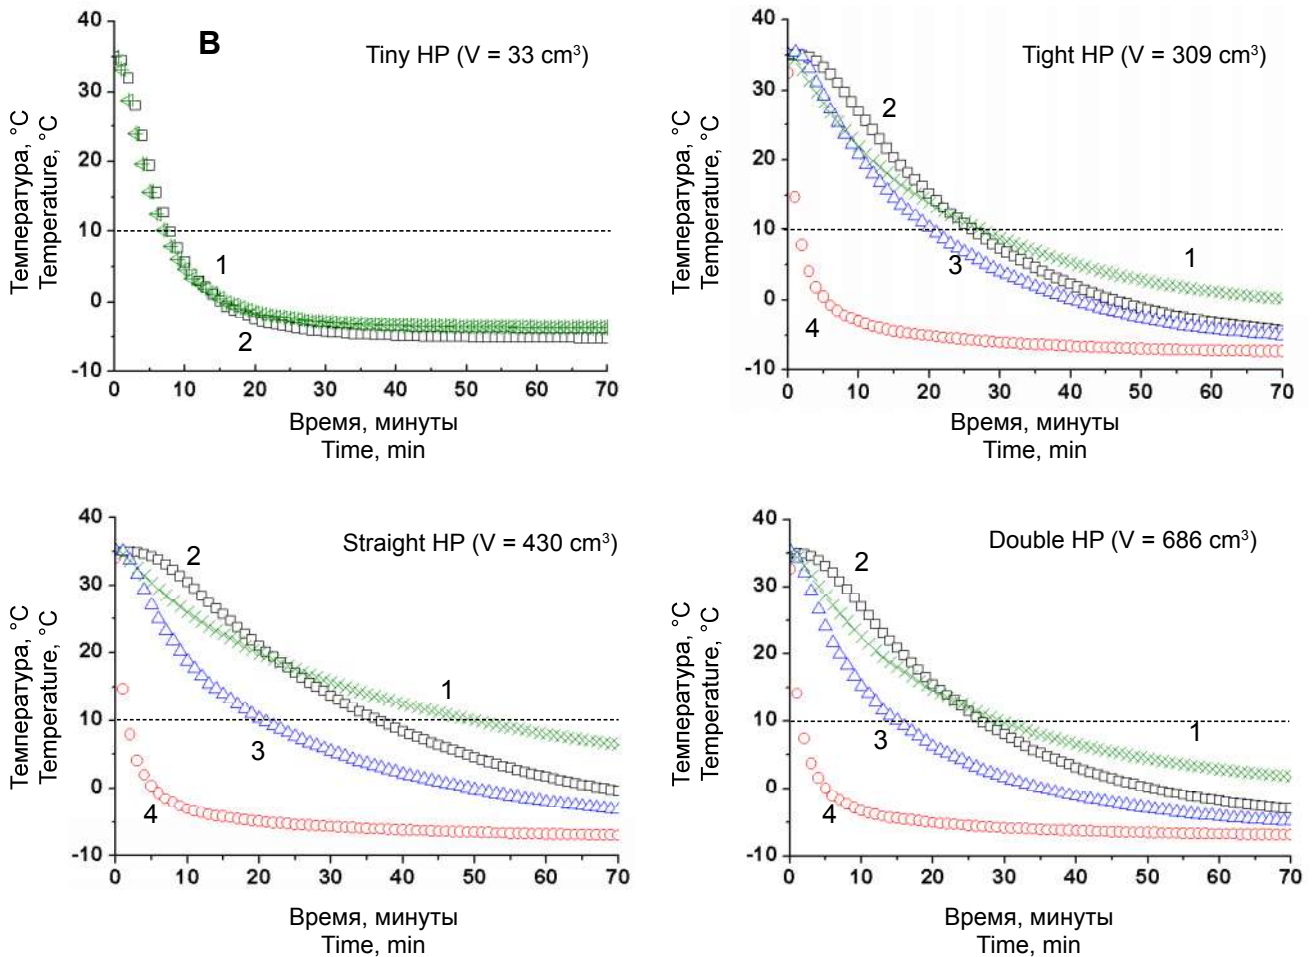 B
Tiny HP (V = 33 cm³)
Температура, °C
Temperature, °C
40
30
20
10
0
-10
1
2
0 10 20 30 40 50 60 70
Время, минуты
Time, min
Tight HP (V = 309 cm³)
Температура, °C
Temperature, °C
40
30
20
10
0
-10
2
1
3
4
0 10 20 30 40 50 60 70
Время, минуты
Time, min
Straight HP (V = 430 cm³)
Температура, °C
Temperature, °C
40
30
20
10
0
-10
2
1
3
4
0 10 20 30 40 50 60 70
Время, минуты
Time, min
Double HP (V = 686 cm³)
Температура, °C
Temperature, °C
40
30
20
10
0
-10
2
1
3
4
0 10 20 30 40 50 60 70
Время, минуты
Time, min